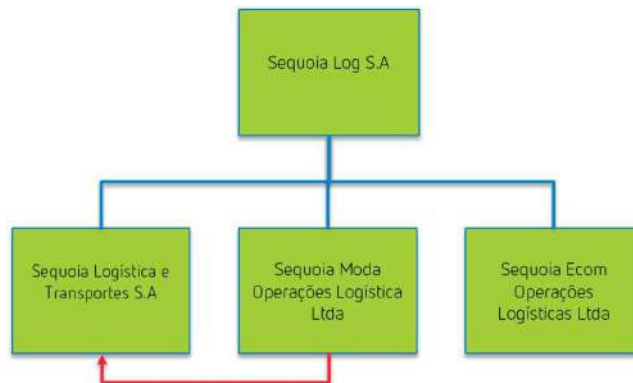 Sequoia Log S.A
Sequoia Logística e
Transportes S.A
Sequoia Moda
Operações Logística
Ltda
Sequoia Ecom
Operações
Logísticas Ltda